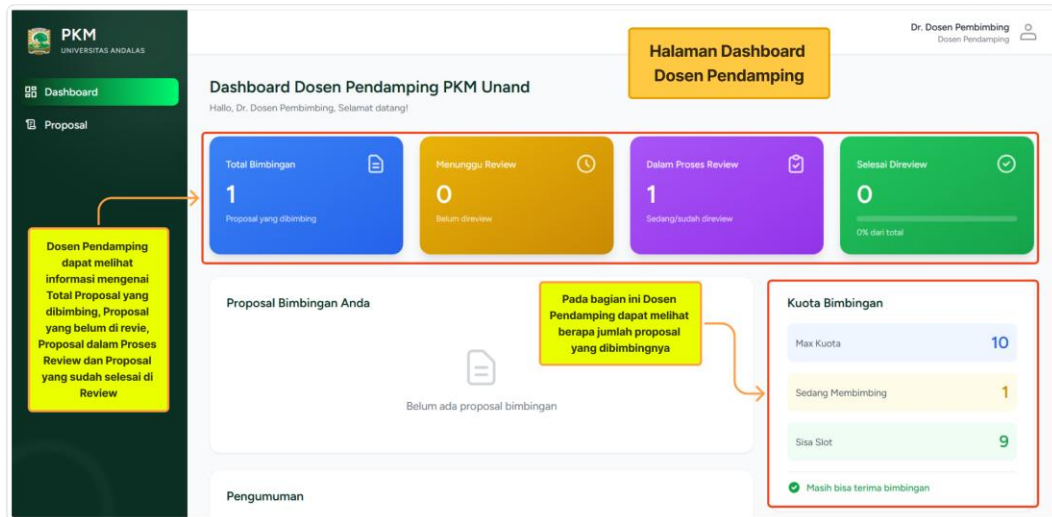 PKM
UNIVERSITAS ANDALAS
Dashboard
Proposal
Dr. Dosen Pembimbing
Dosen Pendamping
Halaman Dashboard
Dosen Pendamping
Dashboard Dosen Pendamping PKM Unand
Hallo, Dr. Dosen Pembimbing, Selamat datang!
Total Bimbingan
1
Proposal yang dibimbing
Menunggu Review
0
Belum direview
Dalam Proses Review
1
Sedang/sudah direview
Selesai Direview
0
0% dari total
Dosen Pendamping
dapat melihat
informasi mengenai
Total Proposal yang
dibimbing, Proposal
yang belum di revie,
Proposal dalam Proses
Review dan Proposal
yang sudah selesai di
Review
Proposal Bimbingan Anda
Belum ada proposal bimbingan
Pada bagian ini Dosen
Pendamping dapat melihat
berapa jumlah proposal
yang dibimbingnya
Kuota Bimbingan
Max Kuota
10
Sedang Membimbing
1
Sisa Slot
9
Masih bisa terima bimbingan
Pengumuman